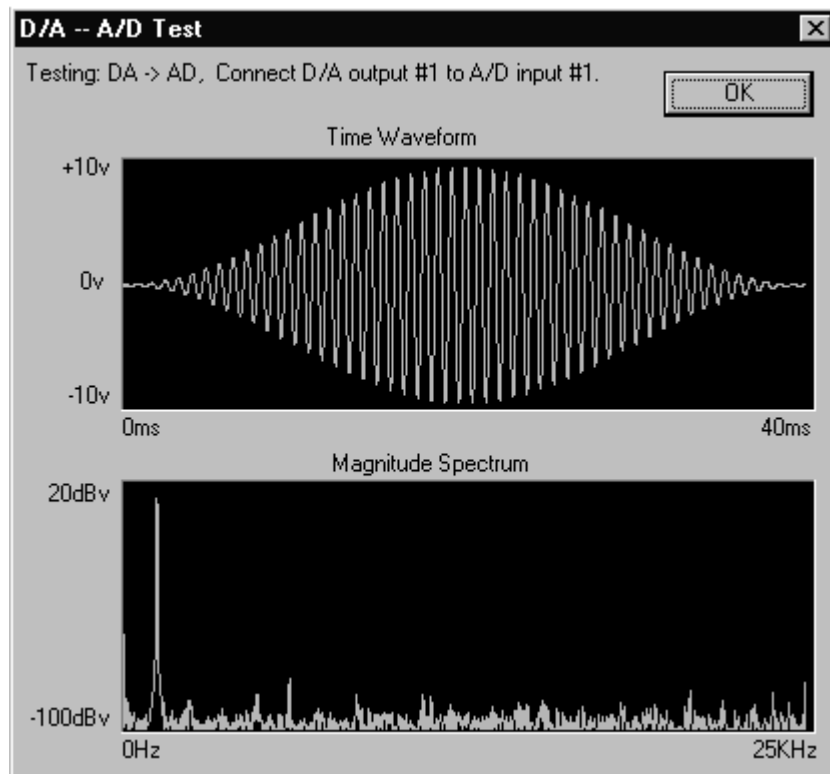 D/A -- A/D Test
Testing: DA -> AD, Connect D/A output #1 to A/D input #1.
OK
Time Waveform
+10v
0v
-10v
0ms 40ms
Magnitude Spectrum
20dBv
-100dBv
0Hz 25KHz